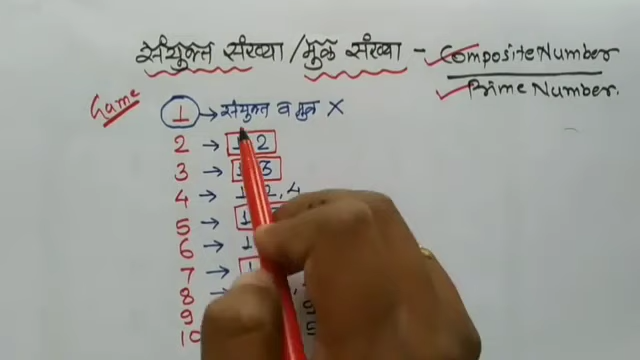 संयुक्त संख्या / मुळ संख्या - Composite Number
Prime Number.
Game
1 → संयुक्त व मुळ X
2 → 1, 2
3 → 1, 3
4 → 1, 2, 4
5 → 1
6 → 1
7 → 1
8 →
9
10